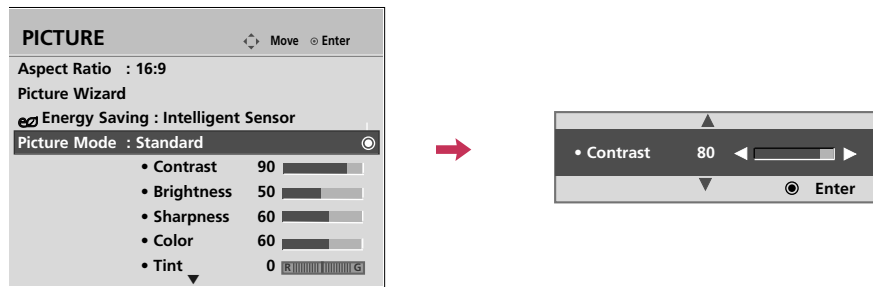 PICTURE Move Enter
Aspect Ratio : 16:9
Picture Wizard
Energy Saving : Intelligent Sensor
Picture Mode : Standard
• Contrast 90
• Brightness 50
• Sharpness 60
• Color 60
• Tint 0 R G
• Contrast 80
Enter